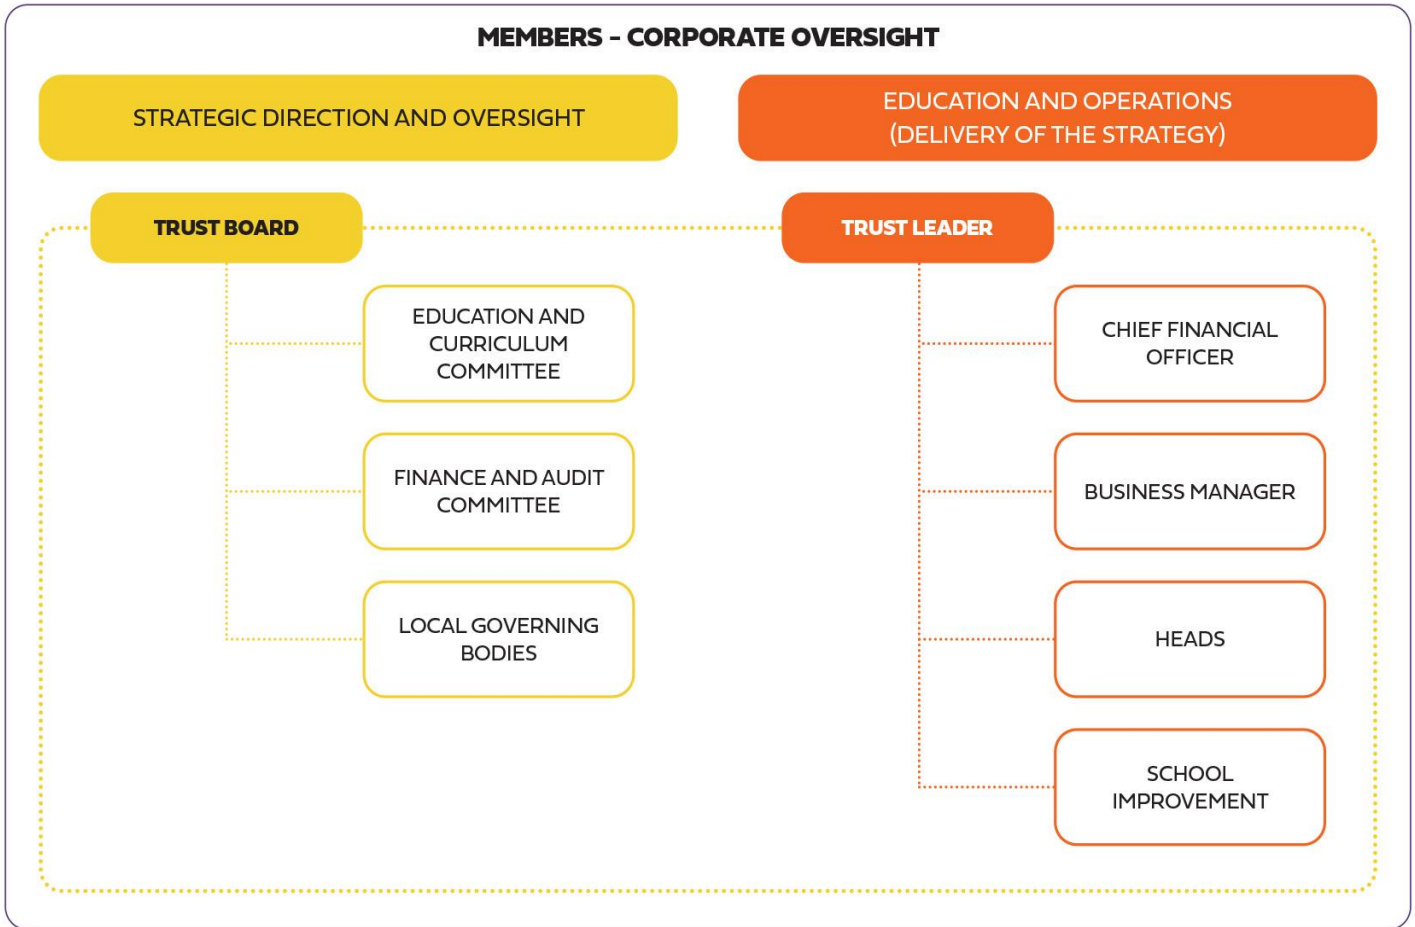 MEMBERS - CORPORATE OVERSIGHT
STRATEGIC DIRECTION AND OVERSIGHT
EDUCATION AND OPERATIONS
(DELIVERY OF THE STRATEGY)
TRUST BOARD
EDUCATION AND
CURRICULUM
COMMITTEE
FINANCE AND AUDIT
COMMITTEE
LOCAL GOVERNING
BODIES
TRUST LEADER
CHIEF FINANCIAL
OFFICER
BUSINESS MANAGER
HEADS
SCHOOL
IMPROVEMENT